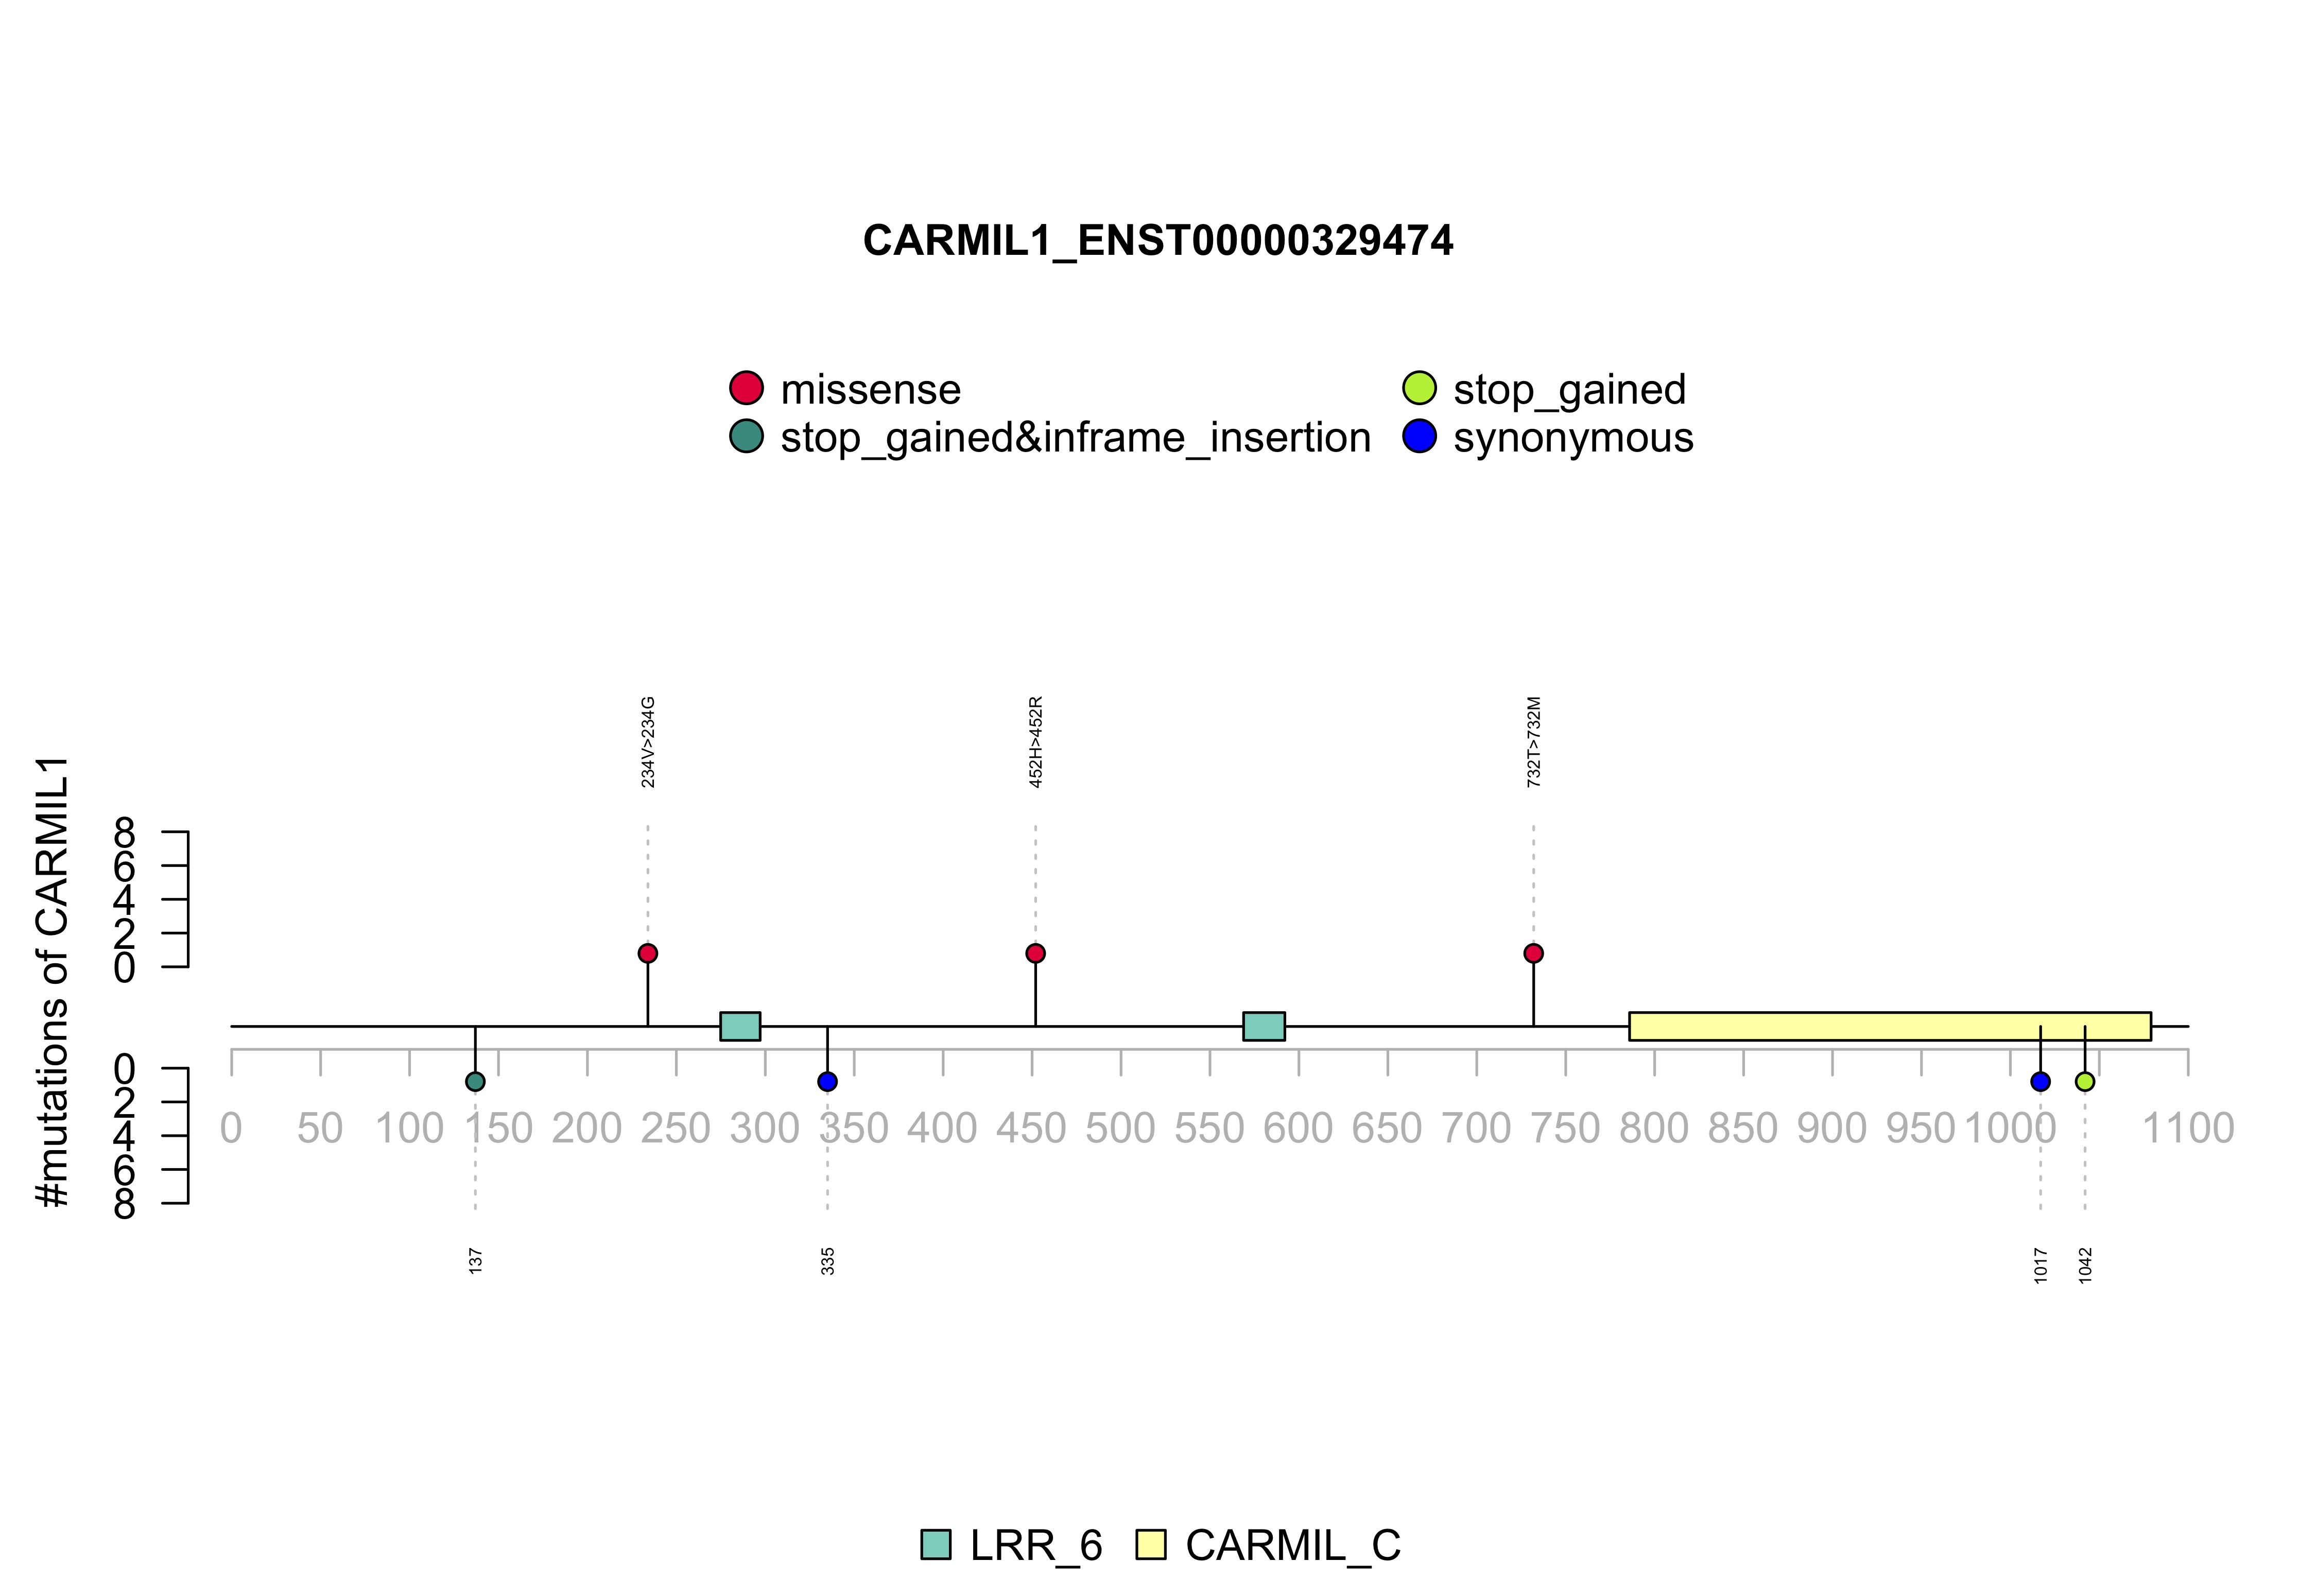 CARMIL1_ENST00000329474
missense
stop_gained
stop_gained&inframe_insertion
synonymous
234V>234G
452H>452R
732T>732M
#mutations of CARMIL1
8
6
4
2
0
0
2
4
6
8
0 50 100 150 200 250 300 350 400 450 500 550 600 650 700 750 800 850 900 950 1000 1100
137
335
1017
1042
LRR_6
CARMIL_C